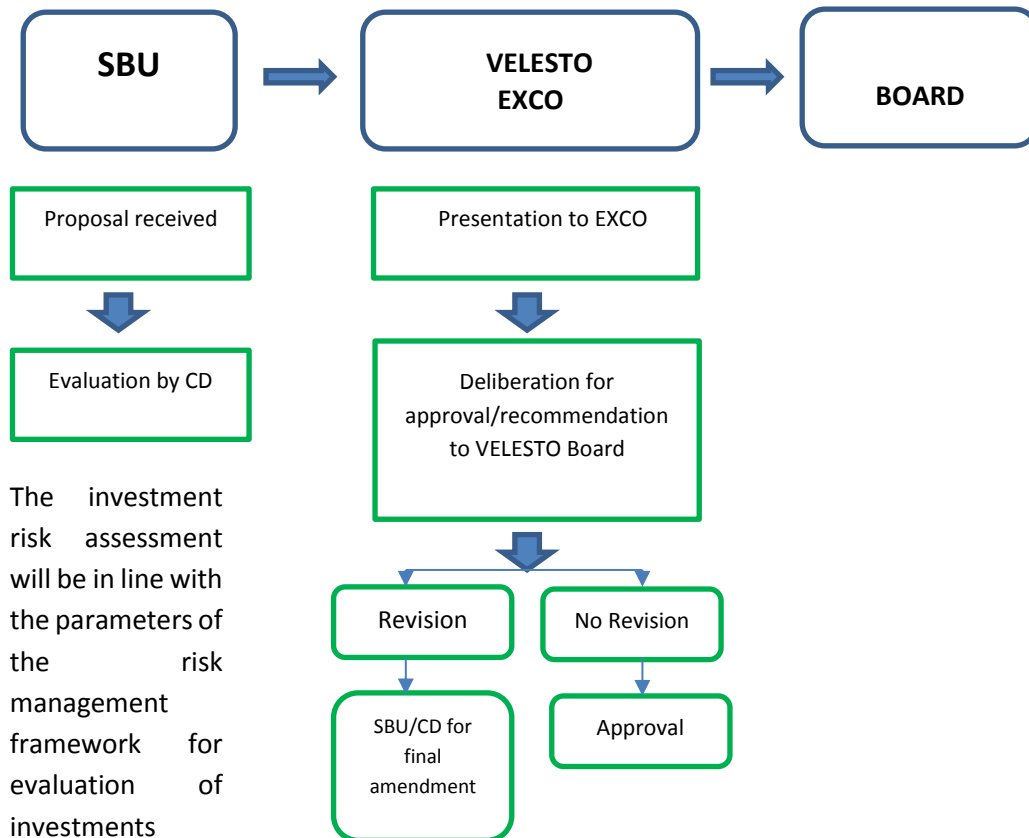 SBU
VELESTO
EXCO
BOARD
Proposal received
Evaluation by CD
The investment
risk assessment
will be in line with
the parameters of
the risk
management
framework for
evaluation of
investments
Presentation to EXCO
Deliberation for
approval/recommendation
to VELESTO Board
Revision
No Revision
SBU/CD for
final
amendment
Approval